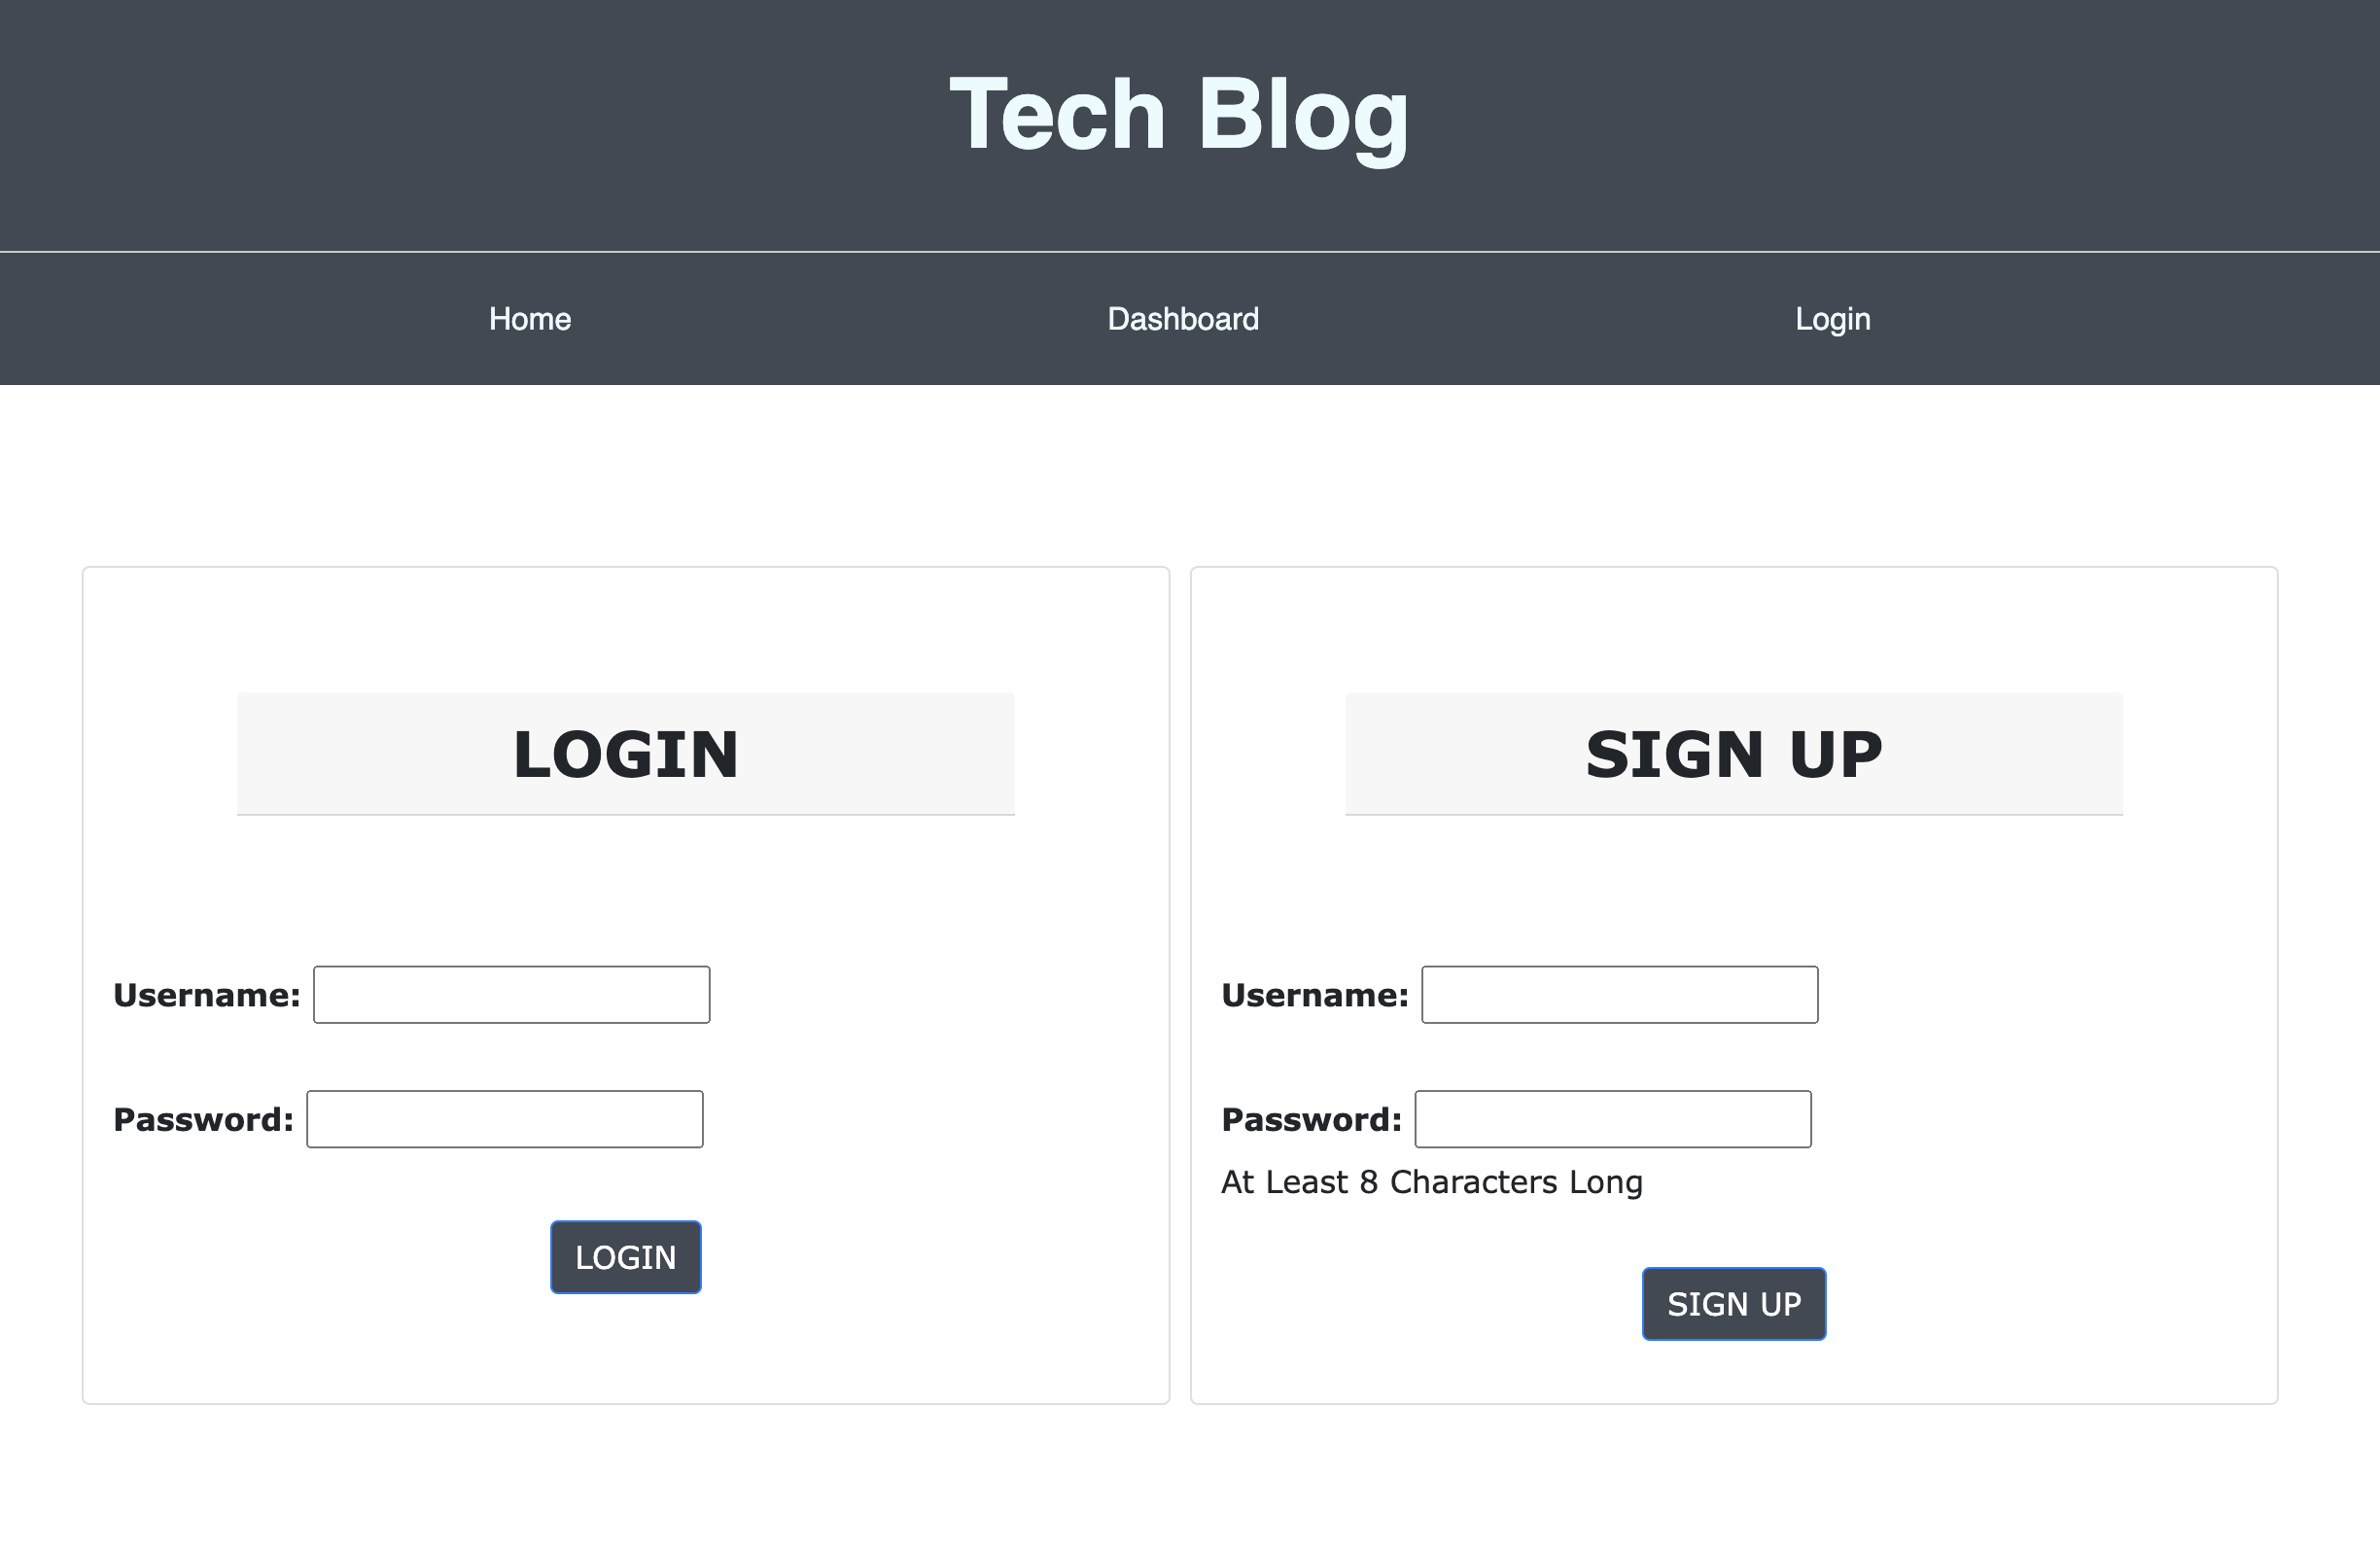 Tech Blog
Home Dashboard Login
LOGIN
Username:
Password:
LOGIN
SIGN UP
Username:
Password:
At Least 8 Characters Long
SIGN UP